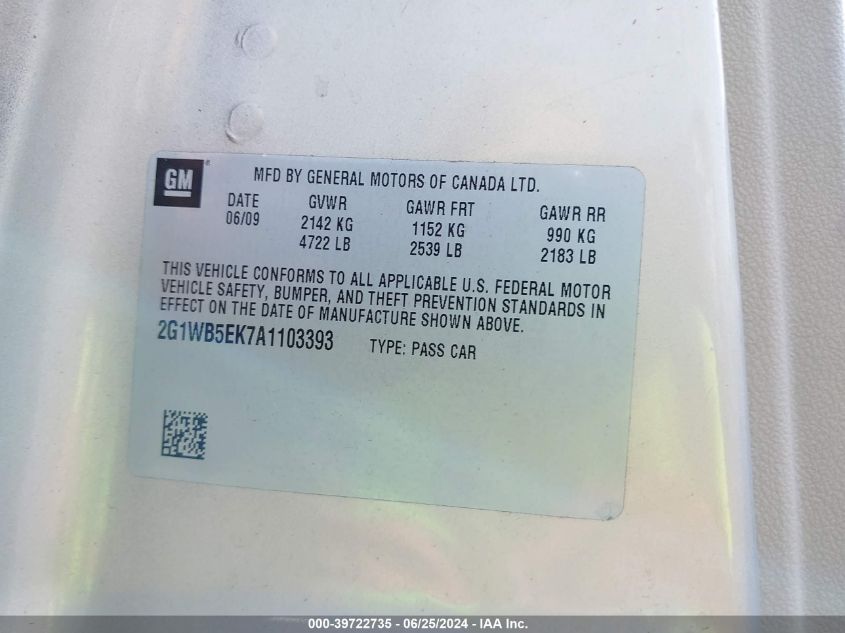 GM ®
MFD BY GENERAL MOTORS OF CANADA LTD.
DATE GVWR GAWR FRT GAWR RR
06/09 2142 KG 1152 KG 990 KG
4722 LB 2539 LB 2183 LB
THIS VEHICLE CONFORMS TO ALL APPLICABLE U.S. FEDERAL MOTOR
VEHICLE SAFETY, BUMPER, AND THEFT PREVENTION STANDARDS IN
EFFECT ON THE DATE OF MANUFACTURE SHOWN ABOVE.
2G1WB5EK7A1103393 TYPE: PASS CAR
000-39722735 - 06/25/2024 - IAA Inc.